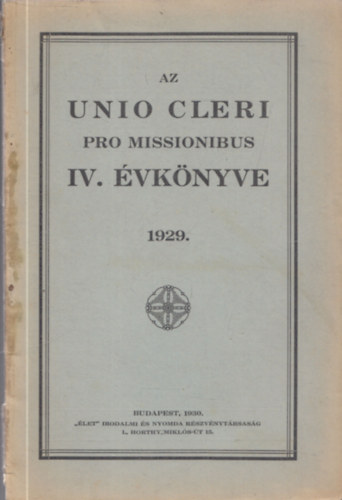 AZ
UNIO CLERI
PRO MISSIONIBUS
IV. ÉVKÖNYVE
1929.
BUDAPEST, 1930.
„ÉLET” IRODALMI ÉS NYOMDA RÉSZVÉNYTÁRSASÁG
I., HORTHY MIKLÓS-ÚT 15.